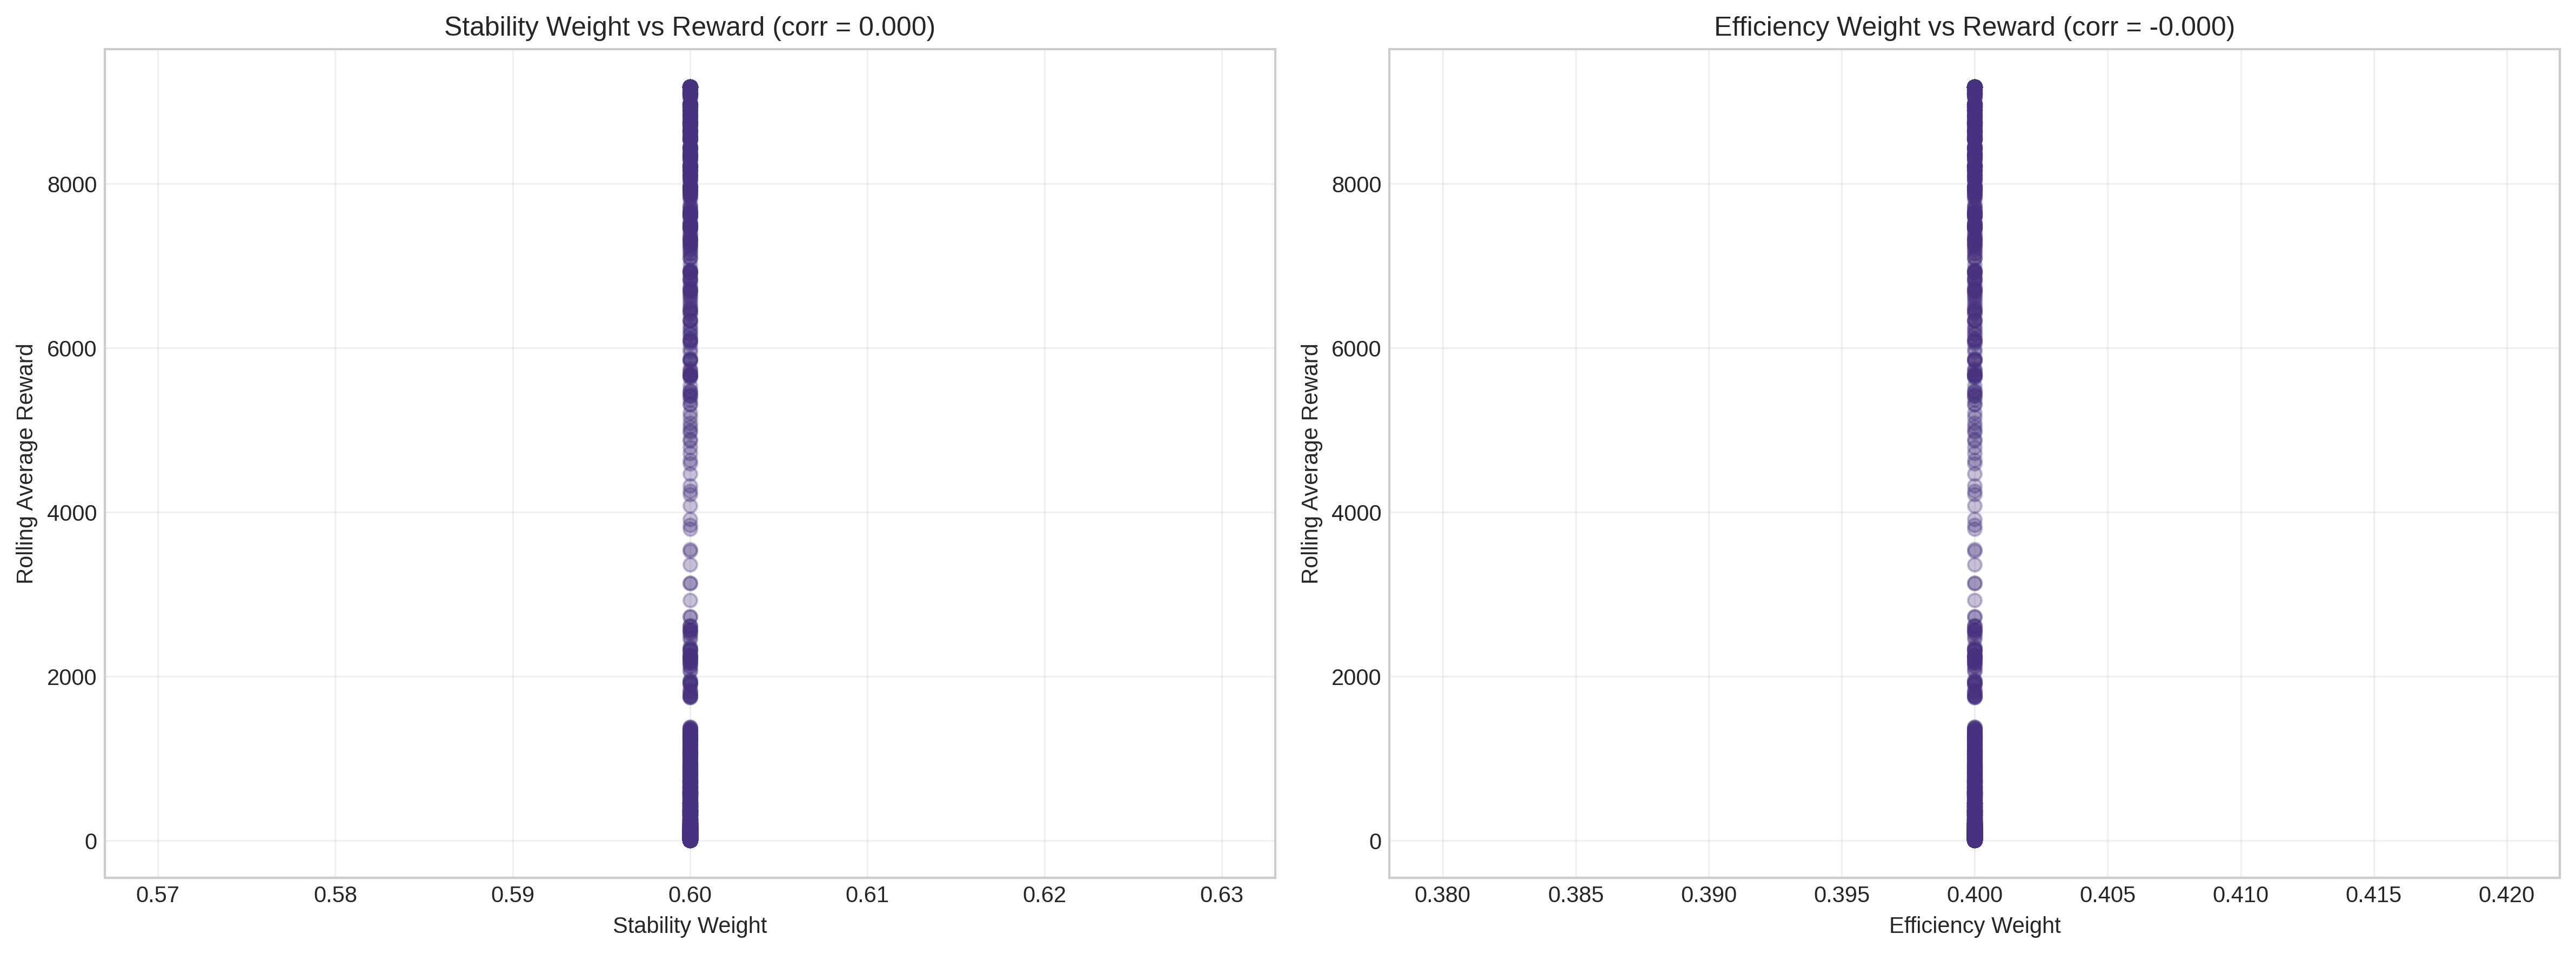 Stability Weight vs Reward (corr = 0.000)
Rolling Average Reward
8000
6000
4000
2000
0
0.57 0.58 0.59 0.60 0.61 0.62 0.63
Stability Weight
Efficiency Weight vs Reward (corr = -0.000)
Rolling Average Reward
8000
6000
4000
2000
0
0.380 0.385 0.390 0.395 0.400 0.405 0.410 0.415 0.420
Efficiency Weight